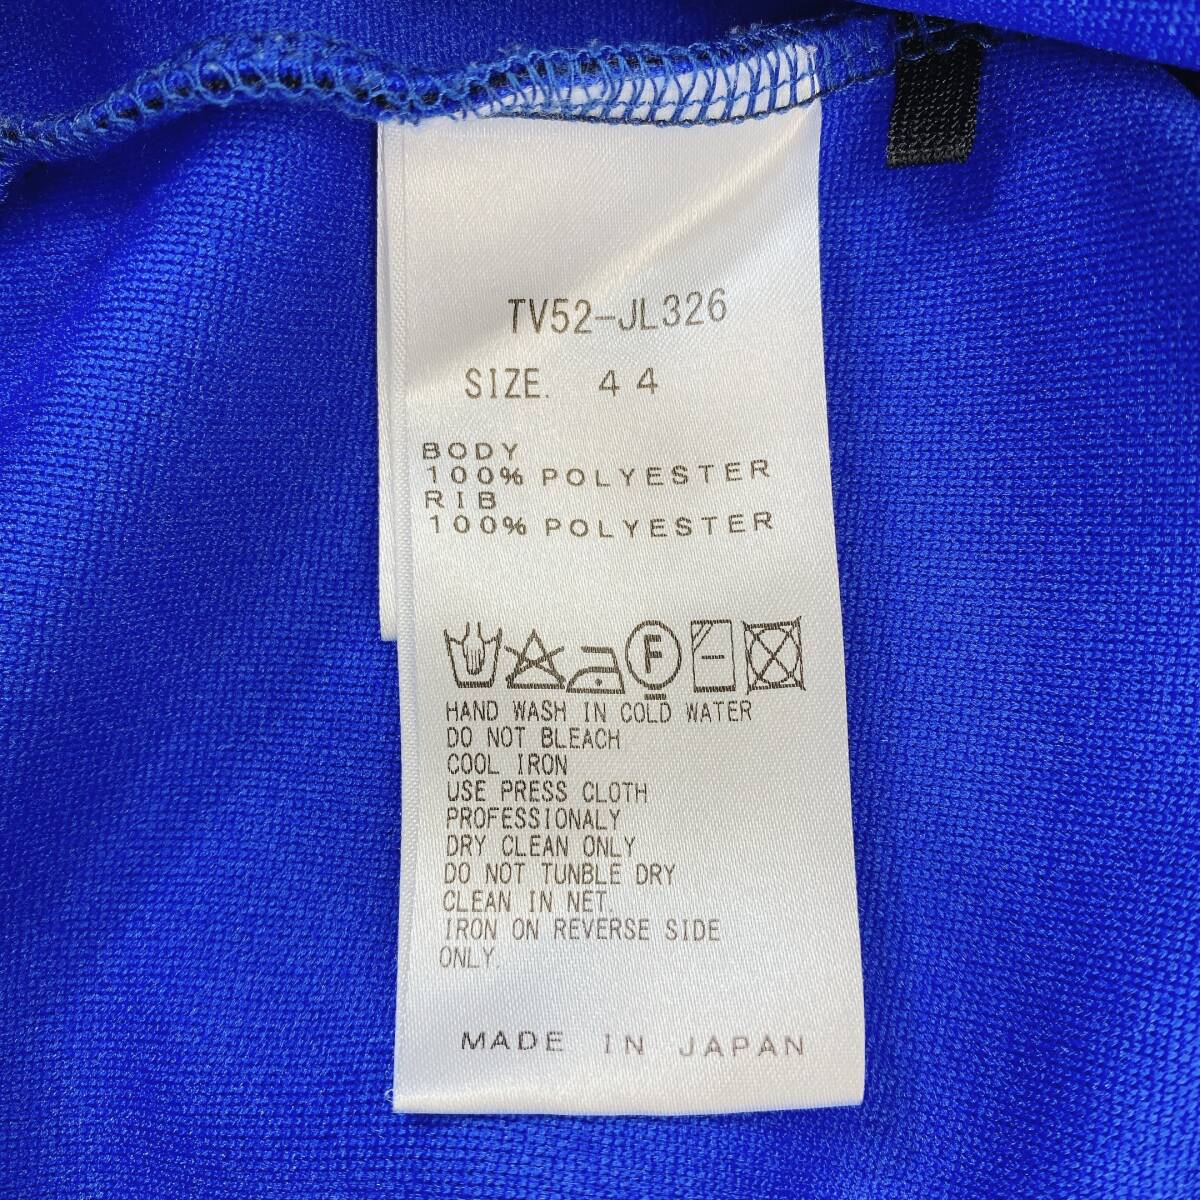 TV52-JL326
SIZE. 44
BODY
100% POLYESTER
RIB
100% POLYESTER
F
HAND WASH IN COLD WATER
DO NOT BLEACH
COOL IRON
USE PRESS CLOTH
PROFESSIONALY
DRY CLEAN ONLY
DO NOT TUNBLE DRY
CLEAN IN NET.
IRON ON REVERSE SIDE
ONLY.
MADE IN JAPAN